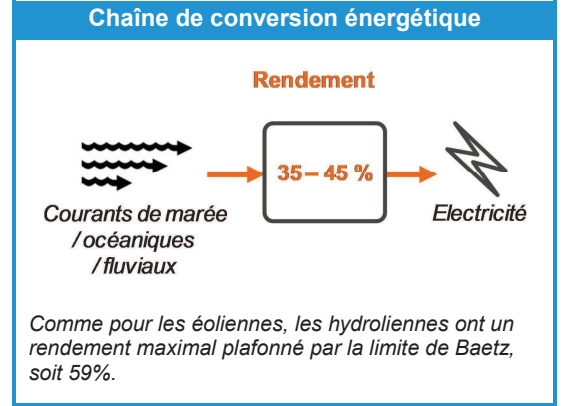 Chaîne de conversion énergétique
Rendement
35 – 45 %
Courants de marée
/ océaniques
/ fluviaux
Electricité
Comme pour les éoliennes, les hydroliennes ont un
rendement maximal plafonné par la limite de Baetz,
soit 59%.